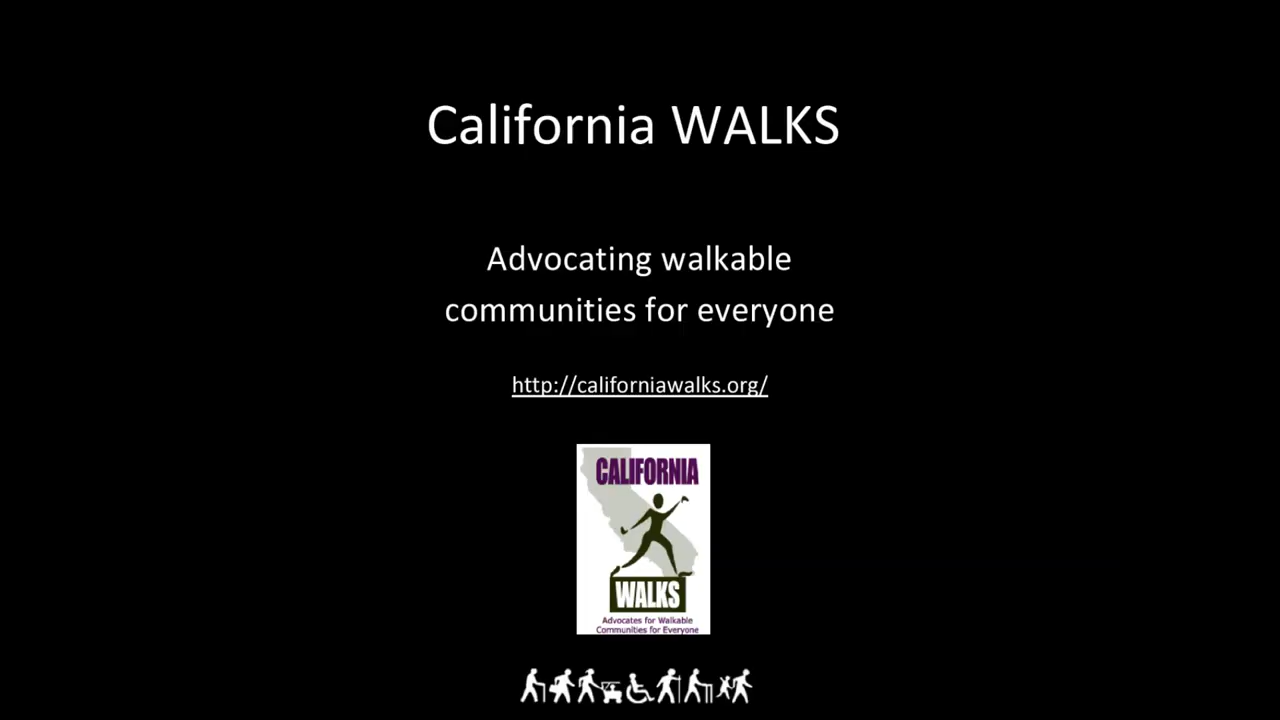 California WALKS
Advocating walkable
communities for everyone
http://californiawalks.org/
CALIFORNIA
WALKS
Advocates for Walkable
Communities for Everyone